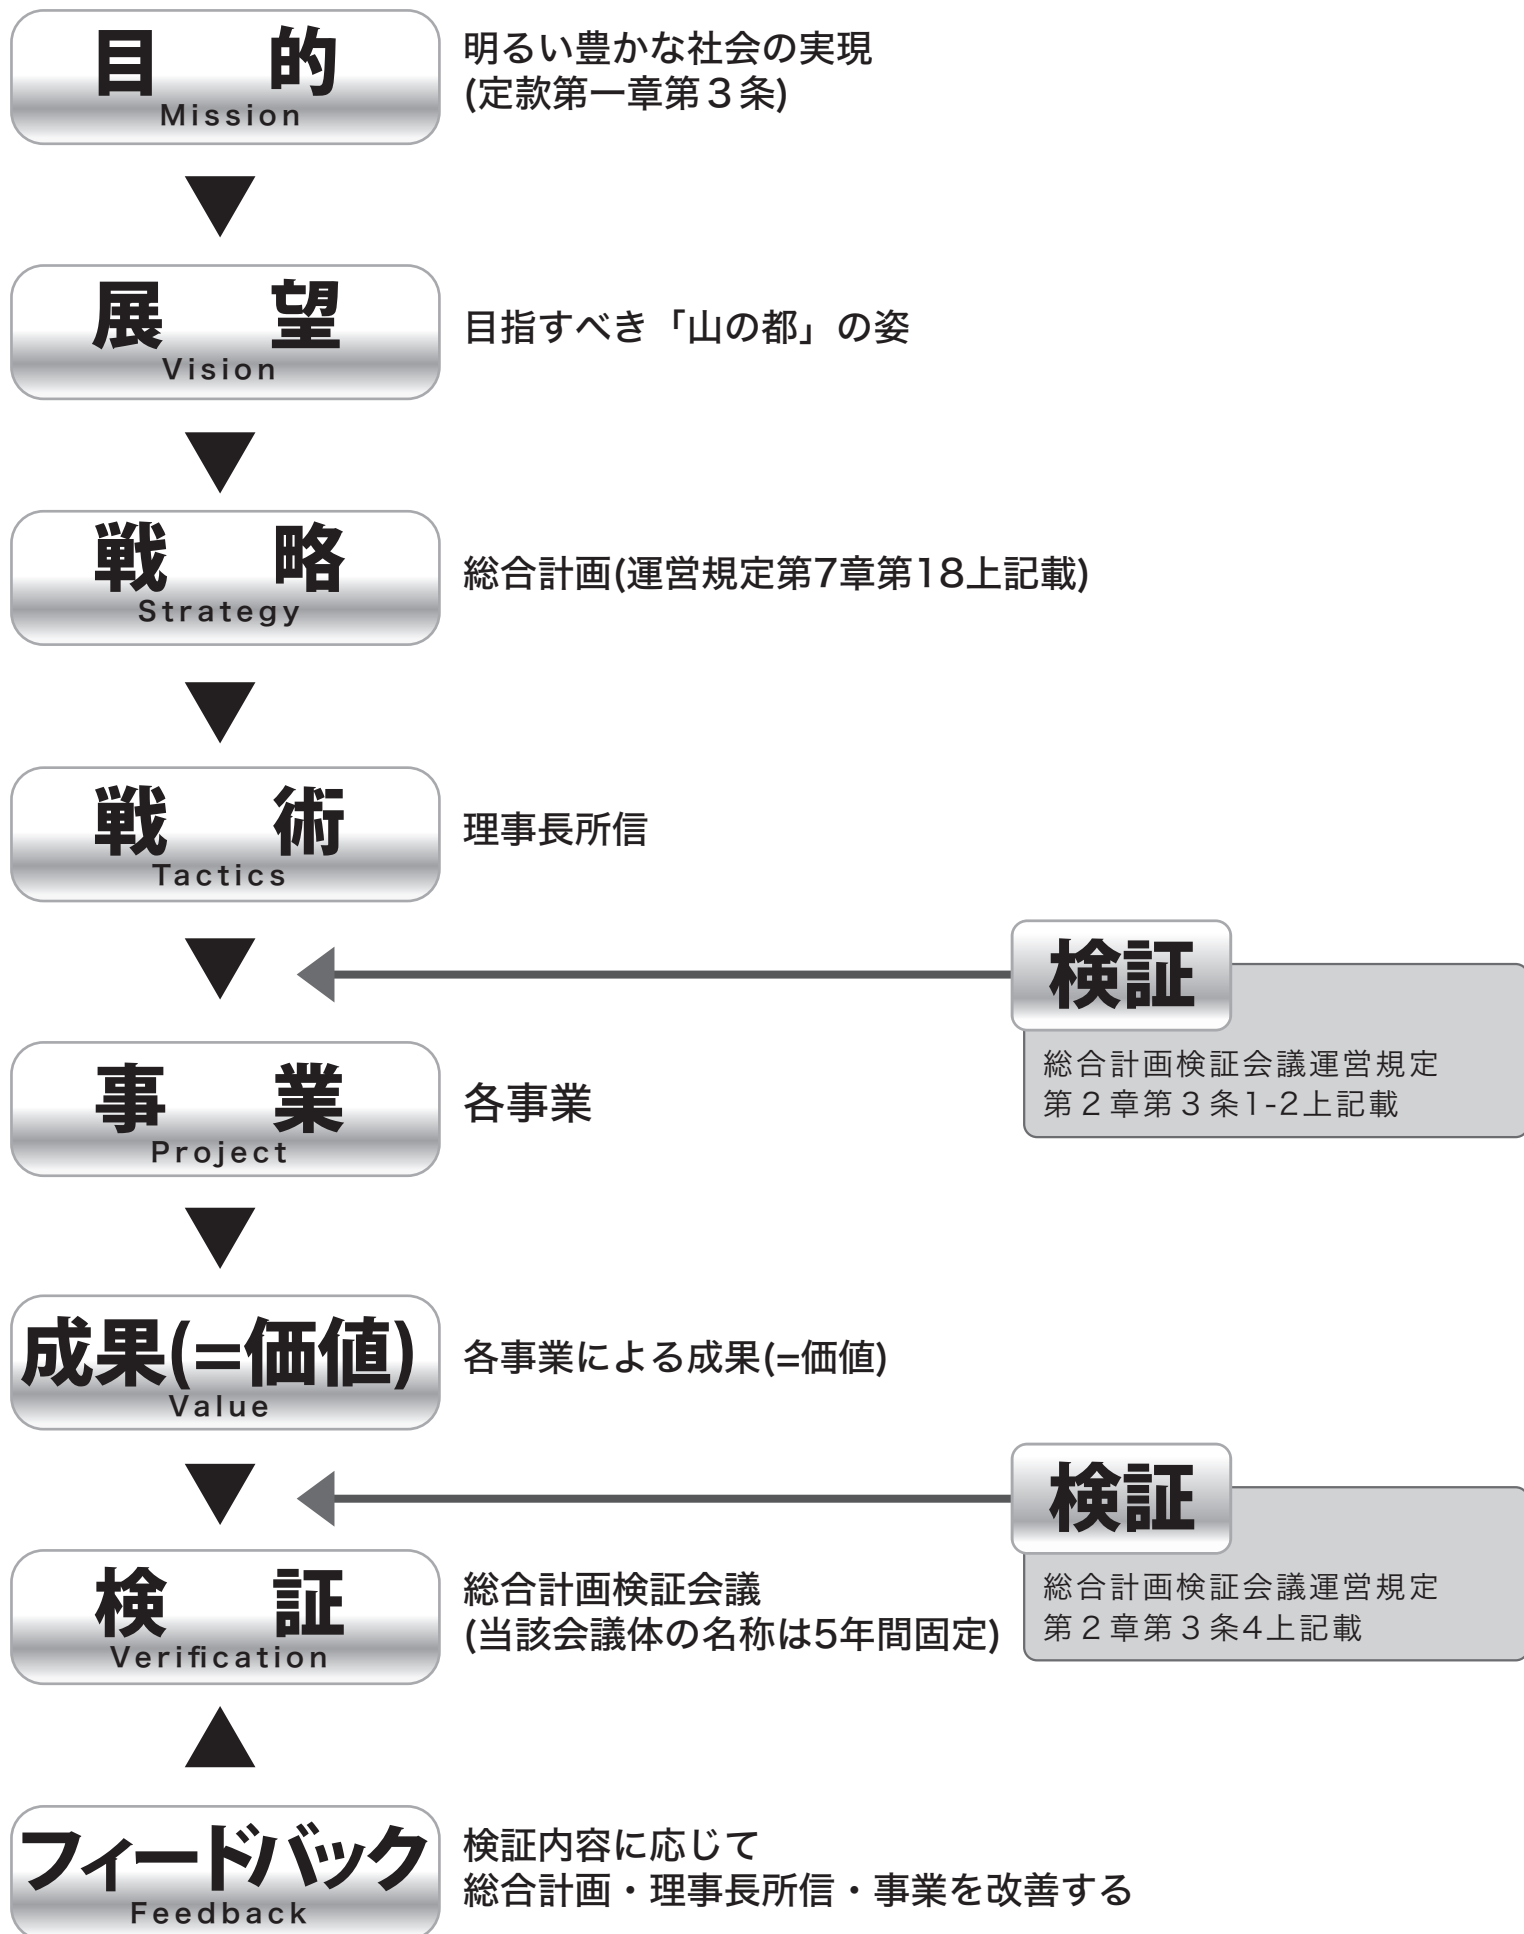 目 的
Mission
明るい豊かな社会の実現
(定款第一章第３条)
展 望
Vision
目指すべき「山の都」の姿
戦 略
Strategy
総合計画(運営規定第7章第18上記載)
戦 術
Tactics
理事長所信
検証
総合計画検証会議運営規定
第２章第３条1-2上記載
事 業
Project
各事業
成果(=価値)
Value
各事業による成果(=価値)
検証
総合計画検証会議運営規定
第２章第３条4上記載
検 証
Verification
総合計画検証会議
(当該会議体の名称は5年間固定)
フィードバック
Feedback
検証内容に応じて
総合計画・理事長所信・事業を改善する